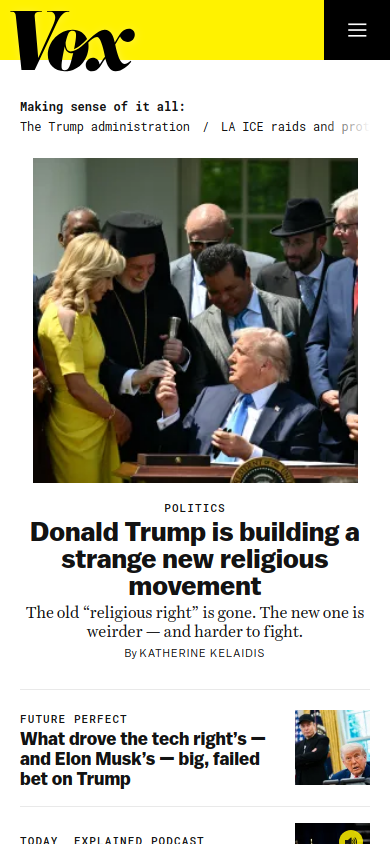 Vox
Making sense of it all:
The Trump administration / LA ICE raids and prot
POLITICS
Donald Trump is building a
strange new religious
movement
The old “religious right” is gone. The new one is
weirder — and harder to fight.
By KATHERINE KELAIDIS
FUTURE PERFECT
What drove the tech right’s —
and Elon Musk’s — big, failed
bet on Trump
TODAY, EXPLAINED PODCAST